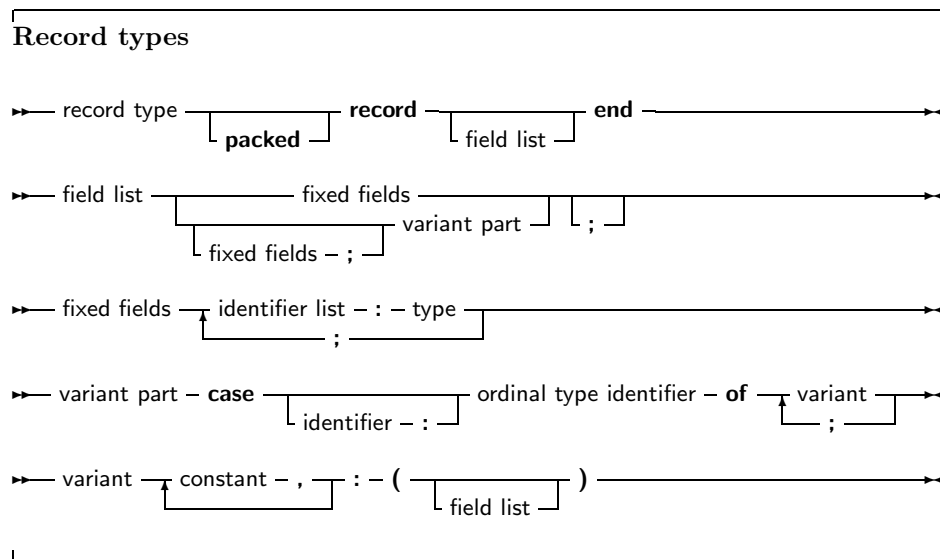 Record types
record type packed record field list end
field list fixed fields ;
fixed fields ; variant part
fixed fields identifier list : type
;
variant part case identifier : ordinal type identifier of variant
;
variant constant , : ( field list )